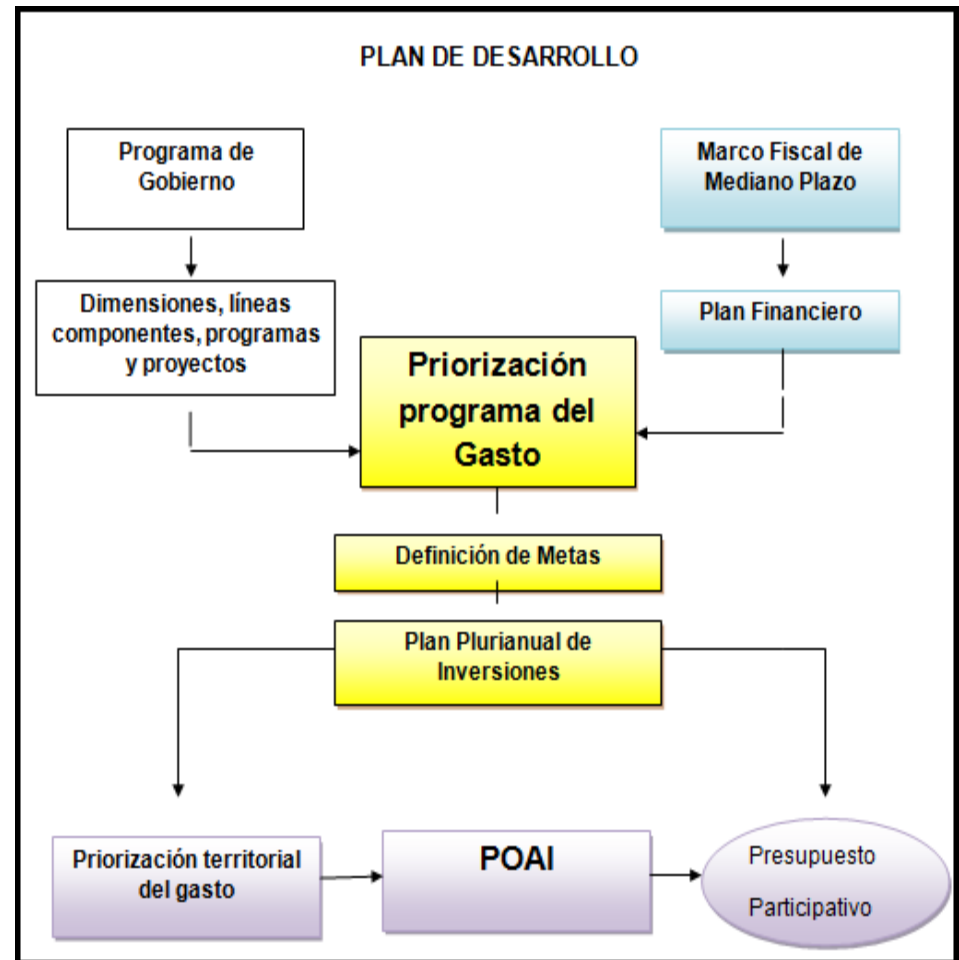 PLAN DE DESARROLLO
Programa de
Gobierno
Marco Fiscal de
Mediano Plazo
Dimensiones, líneas
componentes, programas
y proyectos
Plan Financiero
Priorización
programa del
Gasto
Definición de Metas
Plan Plurianual de
Inversiones
Priorización territorial
del gasto
POAI
Presupuesto
Participativo